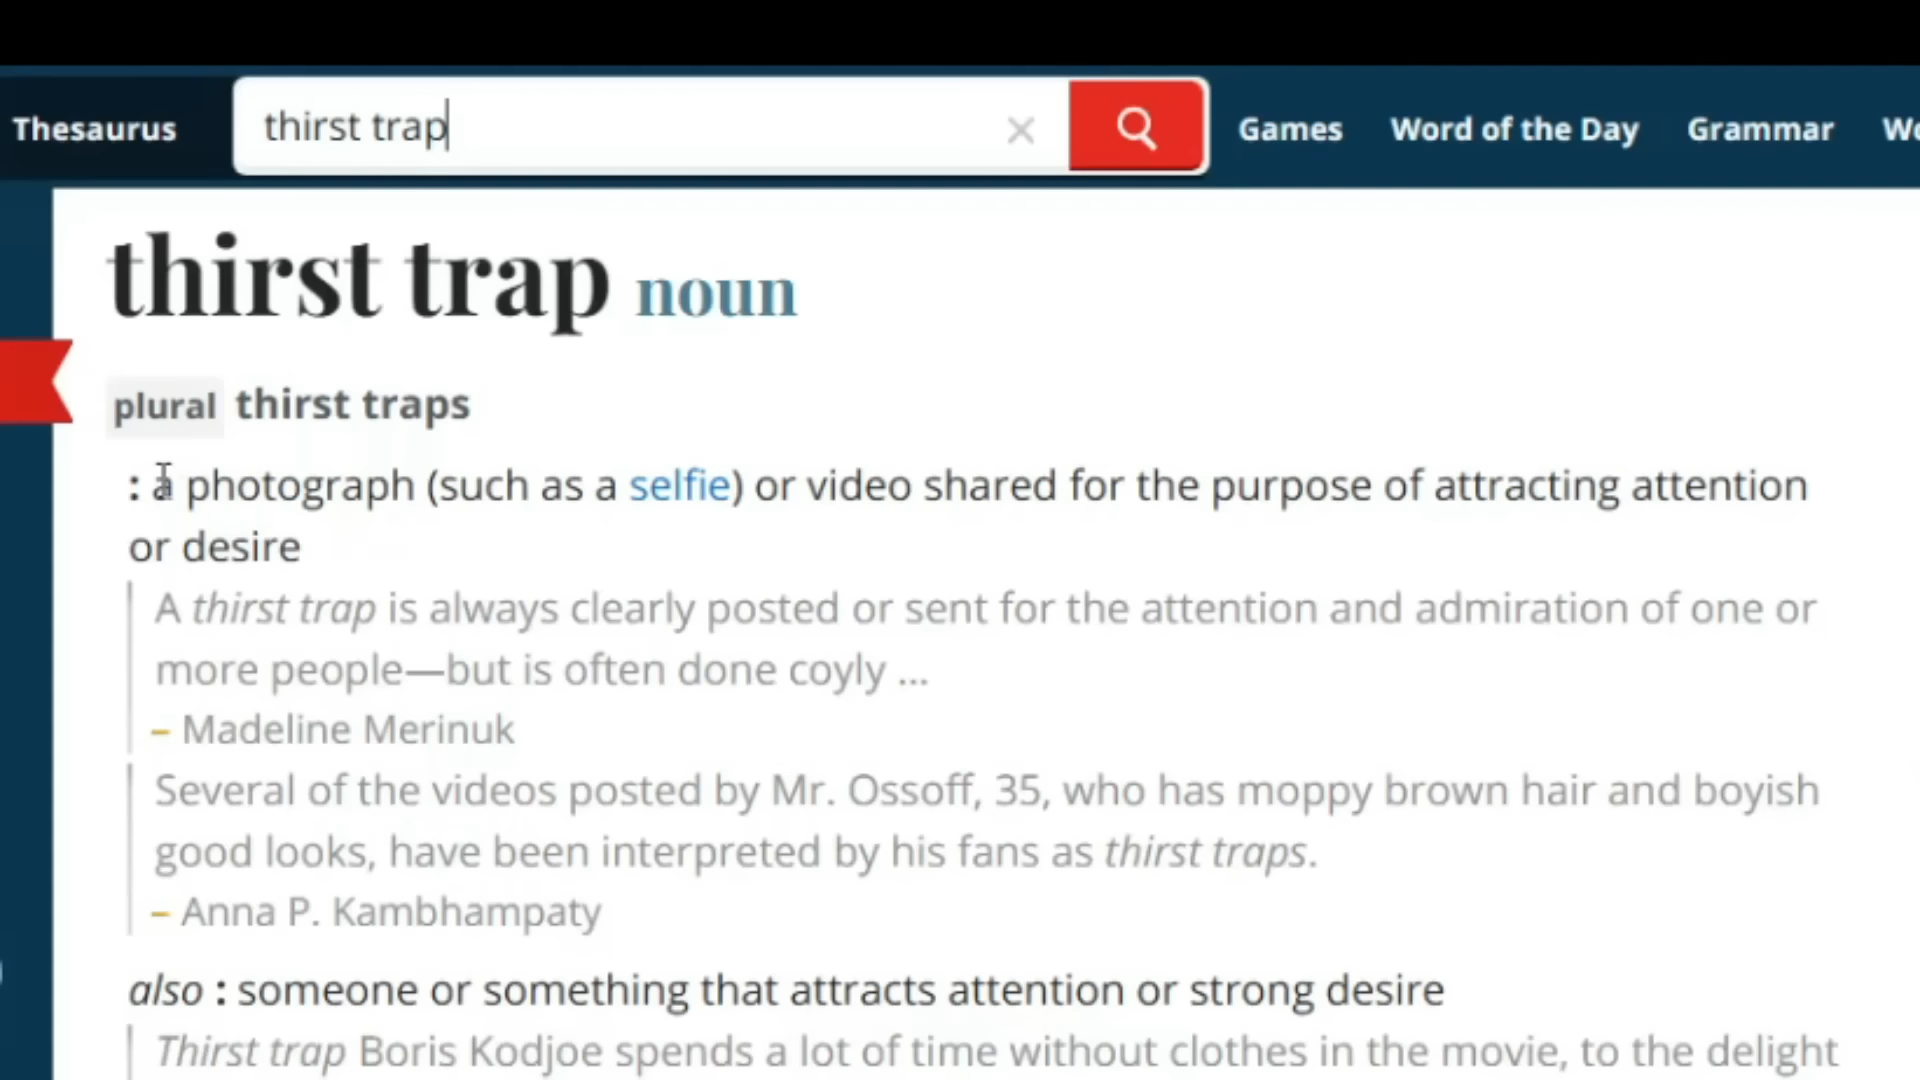 Thesaurus
thirst trap
Games
Word of the Day
Grammar
thirst trap noun
plural thirst traps
: a photograph (such as a selfie) or video shared for the purpose of attracting attention
or desire
A thirst trap is always clearly posted or sent for the attention and admiration of one or
more people—but is often done coyly ...
– Madeline Merinuk
Several of the videos posted by Mr. Ossoff, 35, who has moppy brown hair and boyish
good looks, have been interpreted by his fans as thirst traps.
– Anna P. Kambhampaty
also : someone or something that attracts attention or strong desire
Thirst trap Boris Kodjoe spends a lot of time without clothes in the movie, to the delight